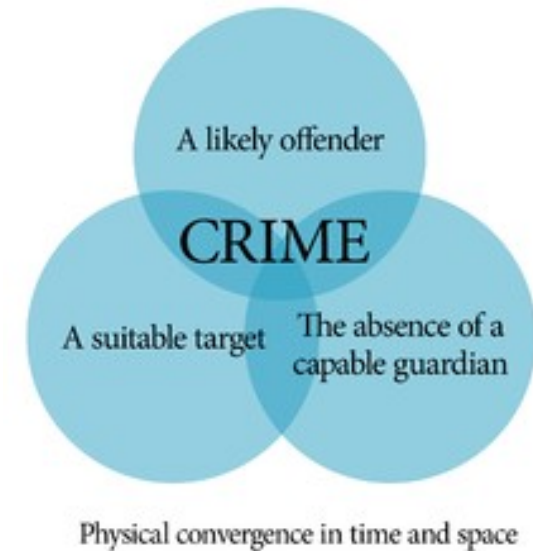 A likely offender
CRIME
A suitable target
The absence of a
capable guardian
Physical convergence in time and space